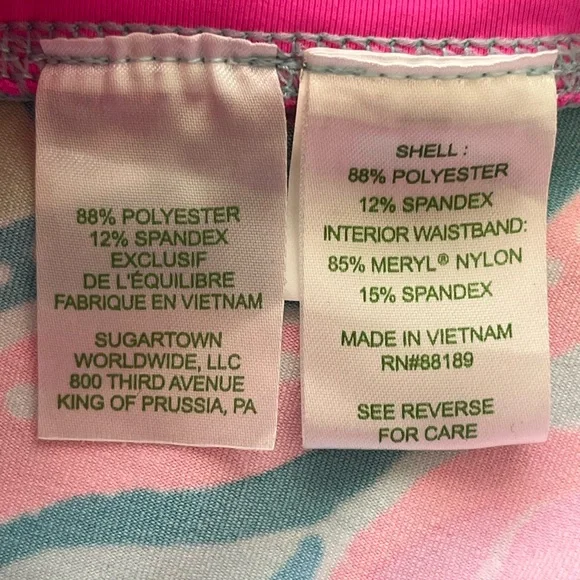 88% POLYESTER
12% SPANDEX
EXCLUSIF
DE L'ÉQUILIBRE
FABRIQUE EN VIETNAM
SUGARTOWN
WORLDWIDE, LLC
800 THIRD AVENUE
KING OF PRUSSIA, PA
SHELL :
88% POLYESTER
12% SPANDEX
INTERIOR WAISTBAND:
85% MERYL® NYLON
15% SPANDEX
MADE IN VIETNAM
RN#88189
SEE REVERSE
FOR CARE